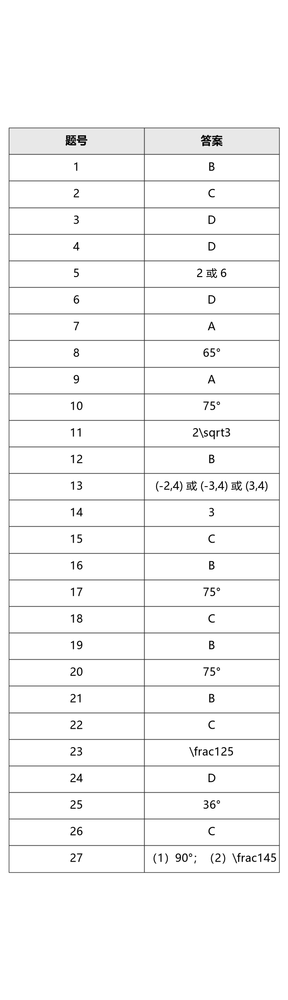 题号 答案
1 B
2 C
3 D
4 D
5 2 或 6
6 D
7 A
8 65°
9 A
10 75°
11 2\sqrt3
12 B
13 (-2,4) 或 (-3,4) 或 (3,4)
14 3
15 C
16 B
17 75°
18 C
19 B
20 75°
21 B
22 C
23 \frac125
24 D
25 36°
26 C
27 （1）90°；（2）\frac145